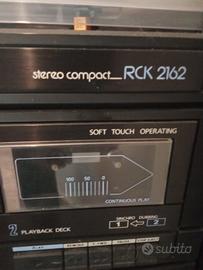 stereo compact RCK 2162
SOFT TOUCH OPERATING
100 50 0
CONTINUOUS PLAY
SYNCHRO DUBBING
2 PLAYBACK DECK
1 2
subito